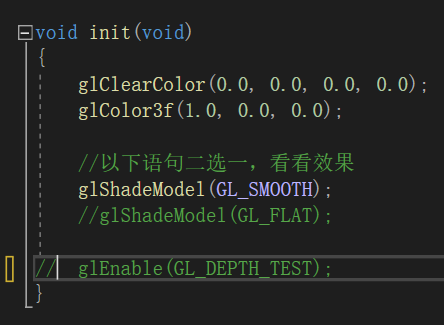 void init(void)
{
glClearColor(0.0, 0.0, 0.0, 0.0);
glColor3f(1.0, 0.0, 0.0);
//以下语句二选一，看看效果
glShadeModel(GL_SMOOTH);
//glShadeModel(GL_FLAT);
// glEnable(GL_DEPTH_TEST);
}